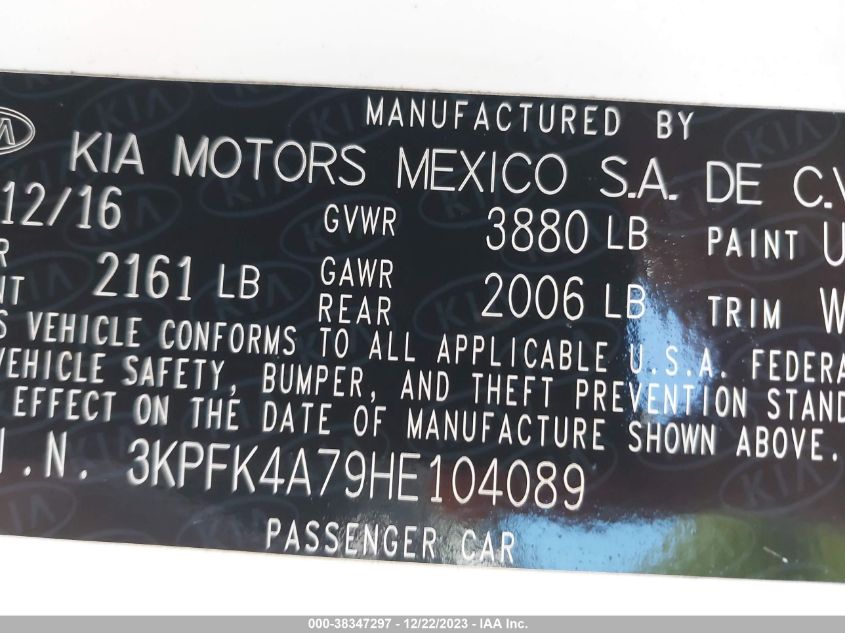 MANUFACTURED BY
KIA MOTORS MEXICO S.A. DE C.V
12/16 GVWR 3880 LB PAINT U
R
NT 2161 LB GAWR REAR 2006 LB TRIM W
S VEHICLE CONFORMS TO ALL APPLICABLE U.S.A. FEDERA
VEHICLE SAFETY, BUMPER, AND THEFT PREVENTION STAND
EFFECT ON THE DATE OF MANUFACTURE SHOWN ABOVE.
I.N. 3KPFK4A79HE104089
PASSENGER CAR
000-38347297 - 12/22/2023 - IAA Inc.